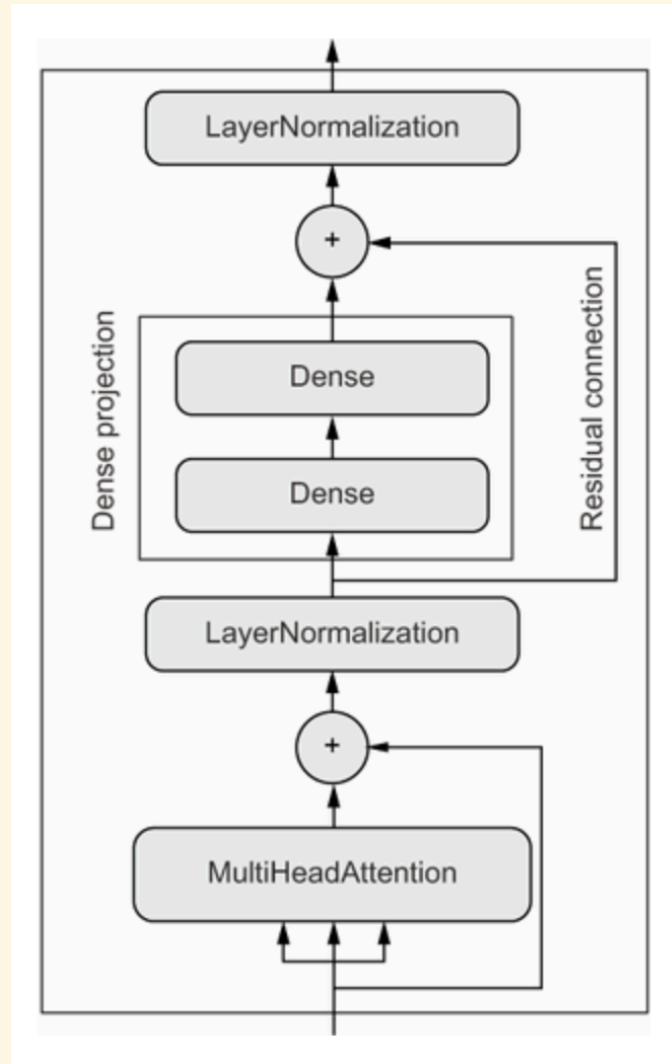 LayerNormalization
+
Dense projection
Dense
Dense
Residual connection
LayerNormalization
+
MultiHeadAttention